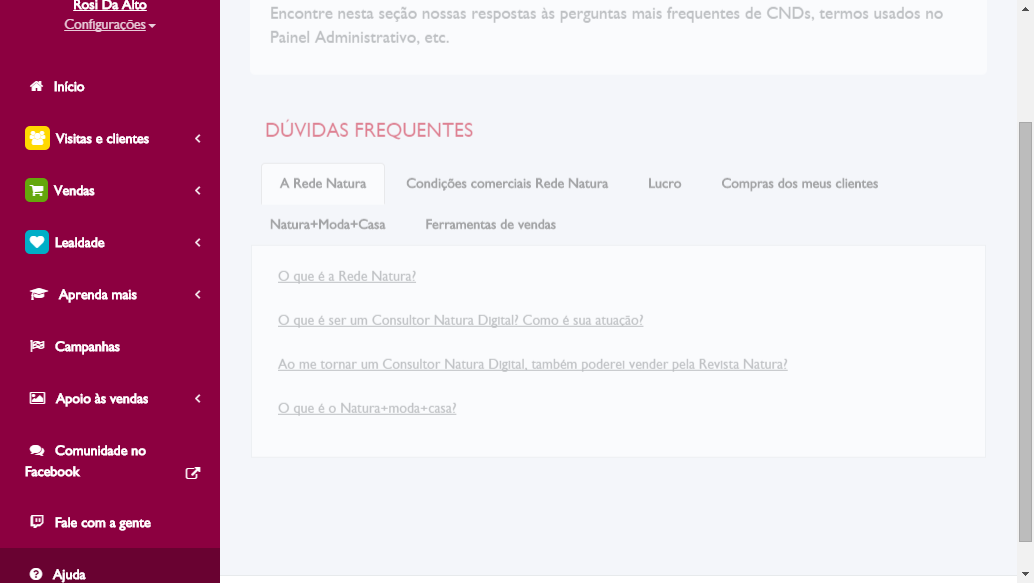 Rosi Da Alto
Configurações
Início
Visitas e clientes
Vendas
Lealdade
Aprenda mais
Campanhas
Apoio às vendas
Comunidade no
Facebook
Fale com a gente
Ajuda
Encontre nesta seção nossas respostas às perguntas mais frequentes de CNDs, termos usados no
Painel Administrativo, etc.
DÚVIDAS FREQUENTES
A Rede Natura Condições comerciais Rede Natura Lucro Compras dos meus clientes
Natura+Moda+Casa Ferramentas de vendas
O que é a Rede Natura?
O que é ser um Consultor Natura Digital? Como é sua atuação?
Ao me tornar um Consultor Natura Digital, também poderei vender pela Revista Natura?
O que é o Natura+moda+casa?